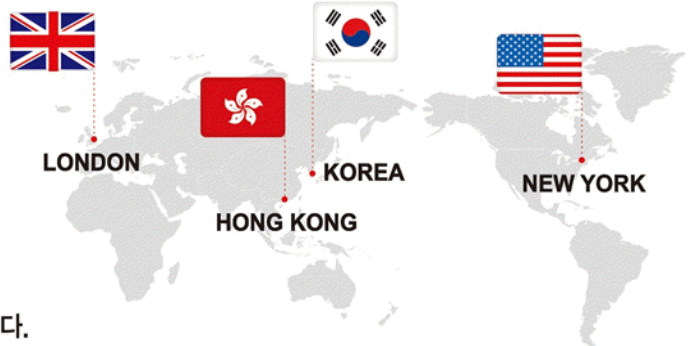 LONDON
KOREA
NEW YORK
HONG KONG
다.